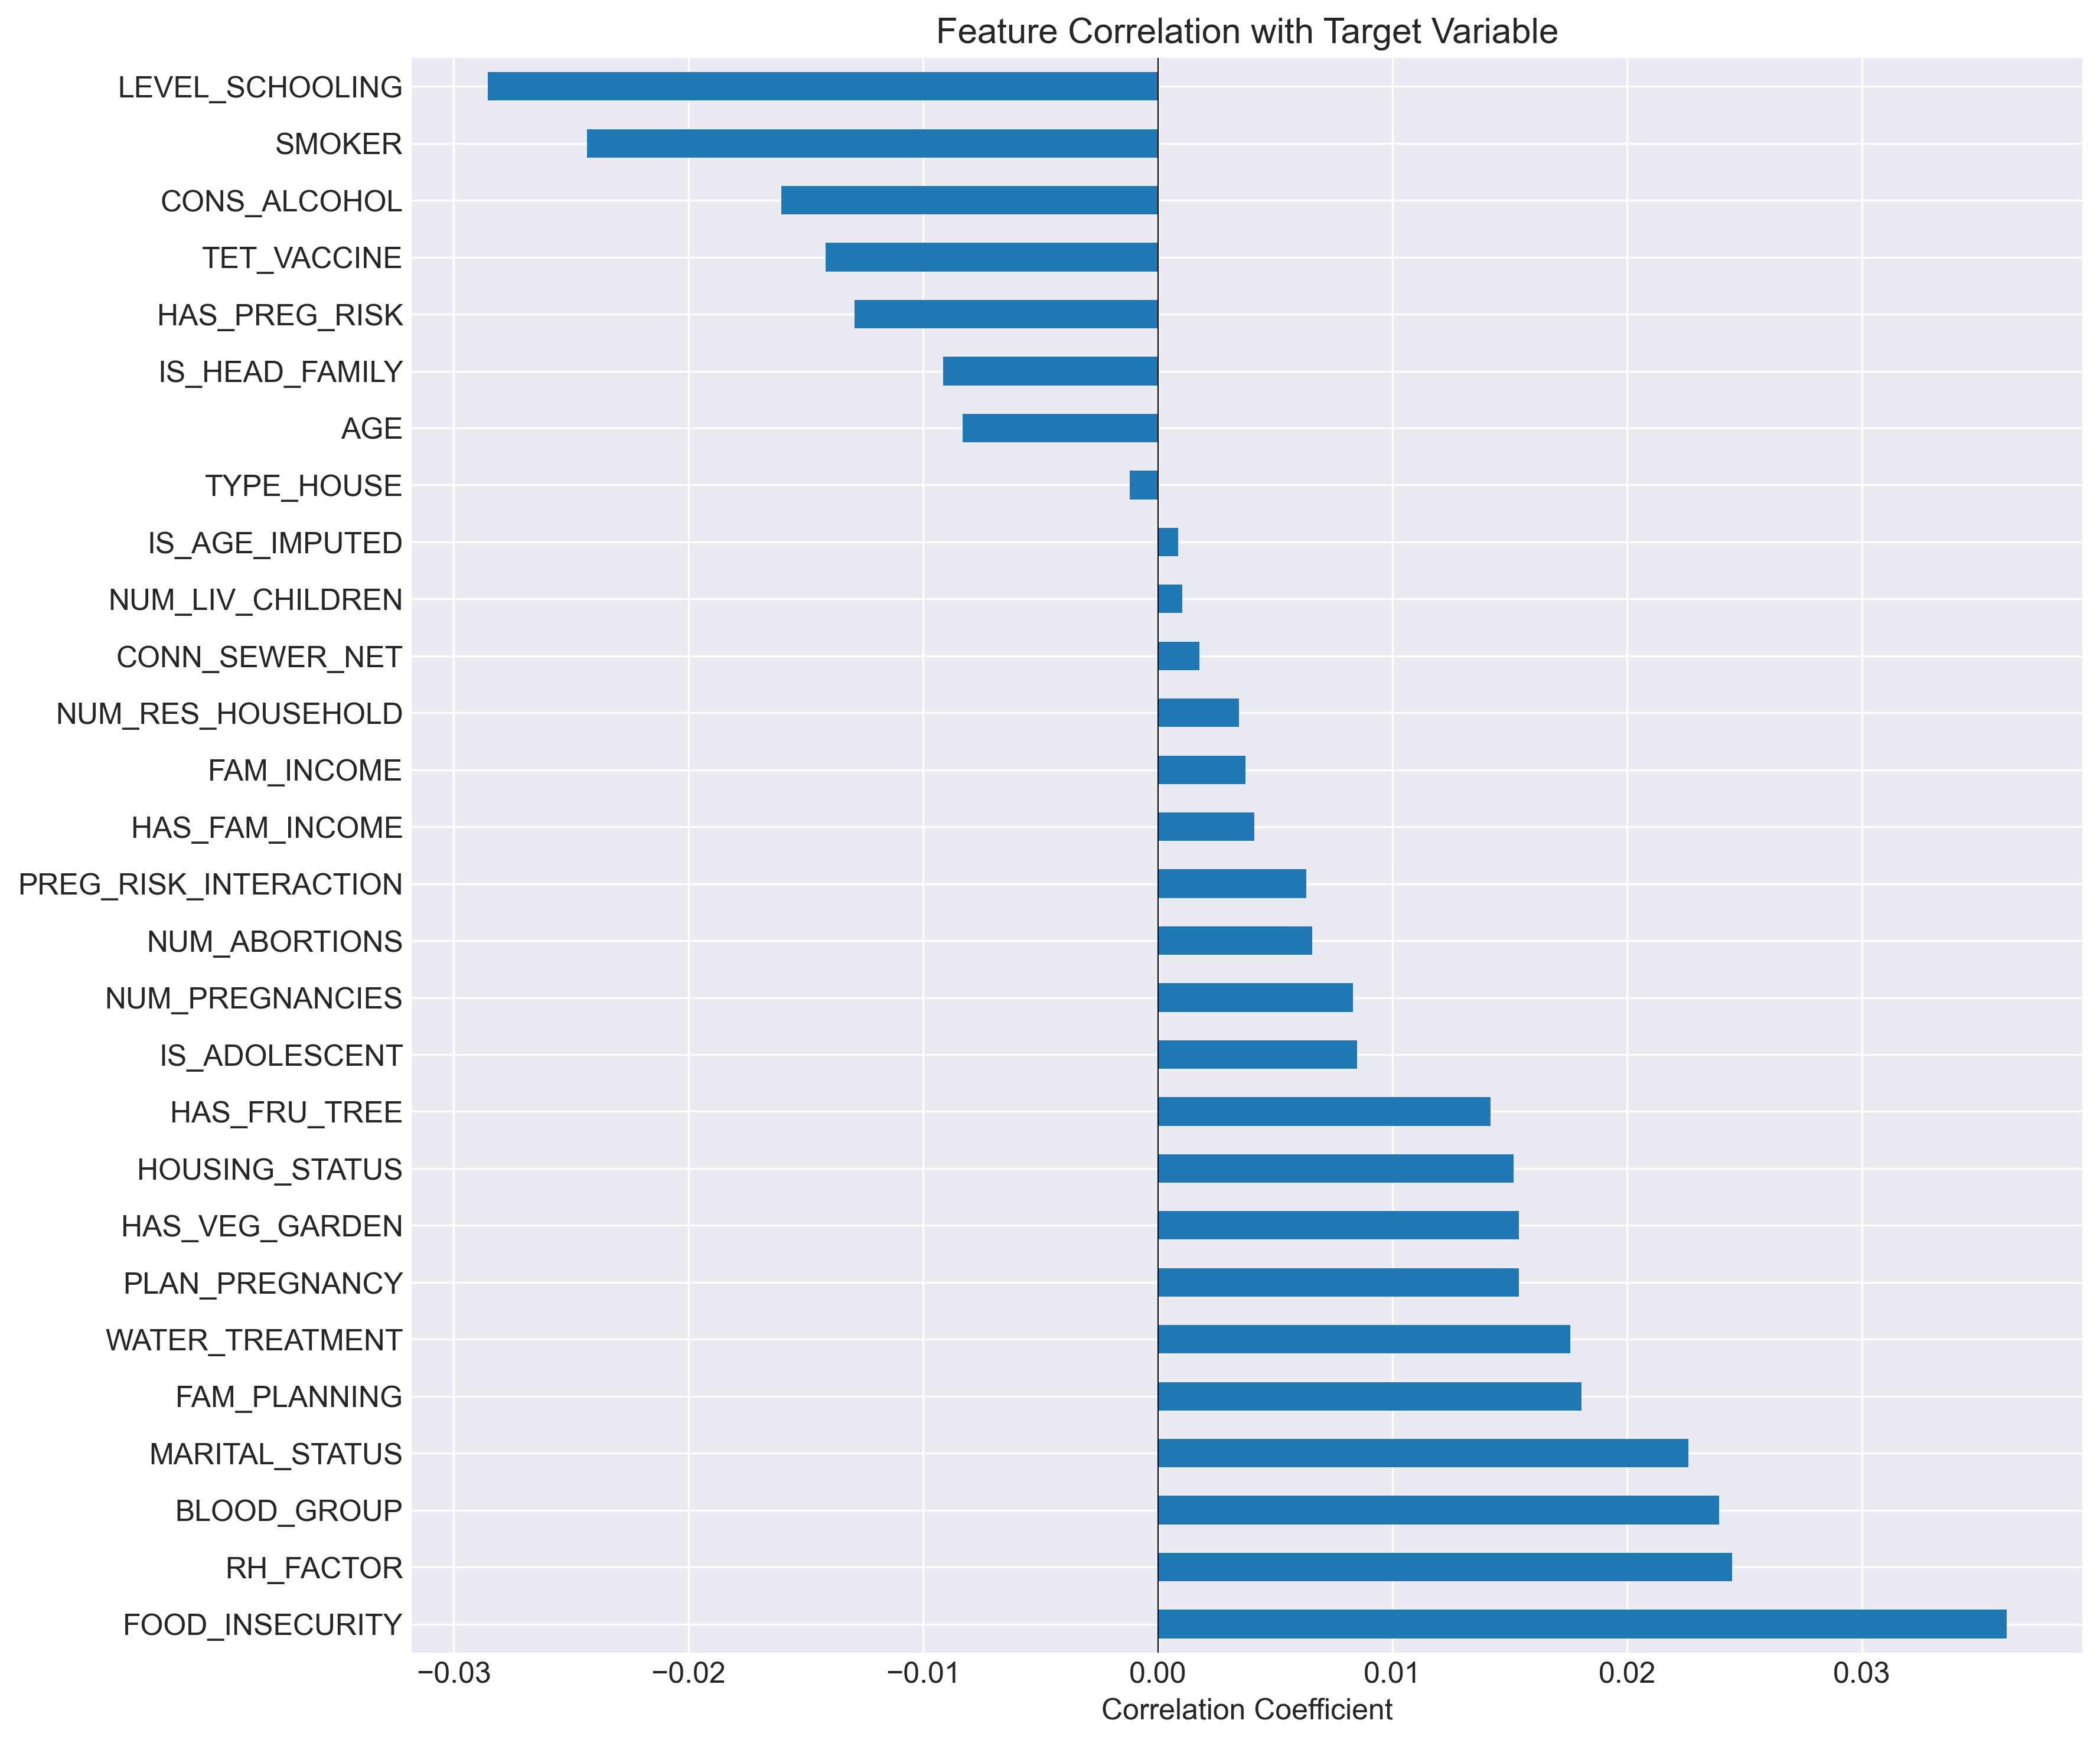 Feature Correlation with Target Variable
LEVEL_SCHOOLING
SMOKER
CONS_ALCOHOL
TET_VACCINE
HAS_PREG_RISK
IS_HEAD_FAMILY
AGE
TYPE_HOUSE
IS_AGE_IMPUTED
NUM_LIV_CHILDREN
CONN_SEWER_NET
NUM_RES_HOUSEHOLD
FAM_INCOME
HAS_FAM_INCOME
PREG_RISK_INTERACTION
NUM_ABORTIONS
NUM_PREGNANCIES
IS_ADOLESCENT
HAS_FRU_TREE
HOUSING_STATUS
HAS_VEG_GARDEN
PLAN_PREGNANCY
WATER_TREATMENT
FAM_PLANNING
MARITAL_STATUS
BLOOD_GROUP
RH_FACTOR
FOOD_INSECURITY
−0.03 −0.02 −0.01 0.00 0.01 0.02 0.03
Correlation Coefficient